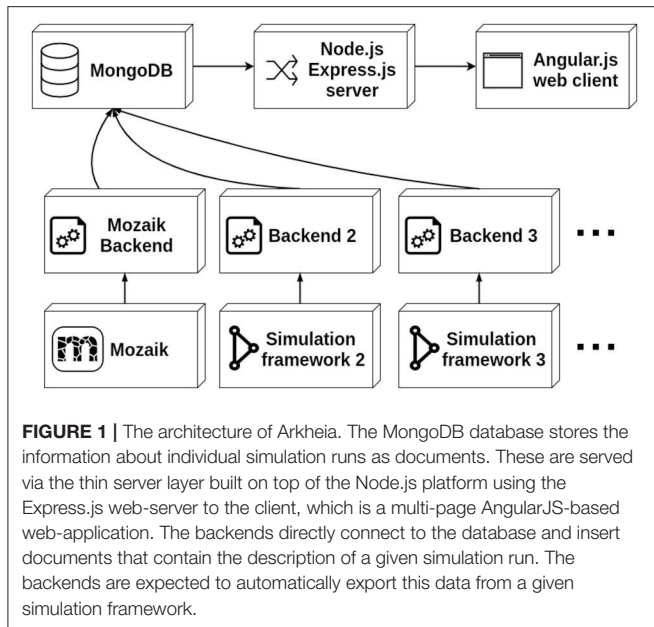 MongoDB
Node.js
Express.js
server
Angular.js
web client
Mozaik
Backend
Backend 2
Backend 3
...
m
Mozaik
Simulation
framework 2
Simulation
framework 3
...
FIGURE 1 | The architecture of Arkheia. The MongoDB database stores the
information about individual simulation runs as documents. These are served
via the thin server layer built on top of the Node.js platform using the
Express.js web-server to the client, which is a multi-page AngularJS-based
web-application. The backends directly connect to the database and insert
documents that contain the description of a given simulation run. The
backends are expected to automatically export this data from a given
simulation framework.